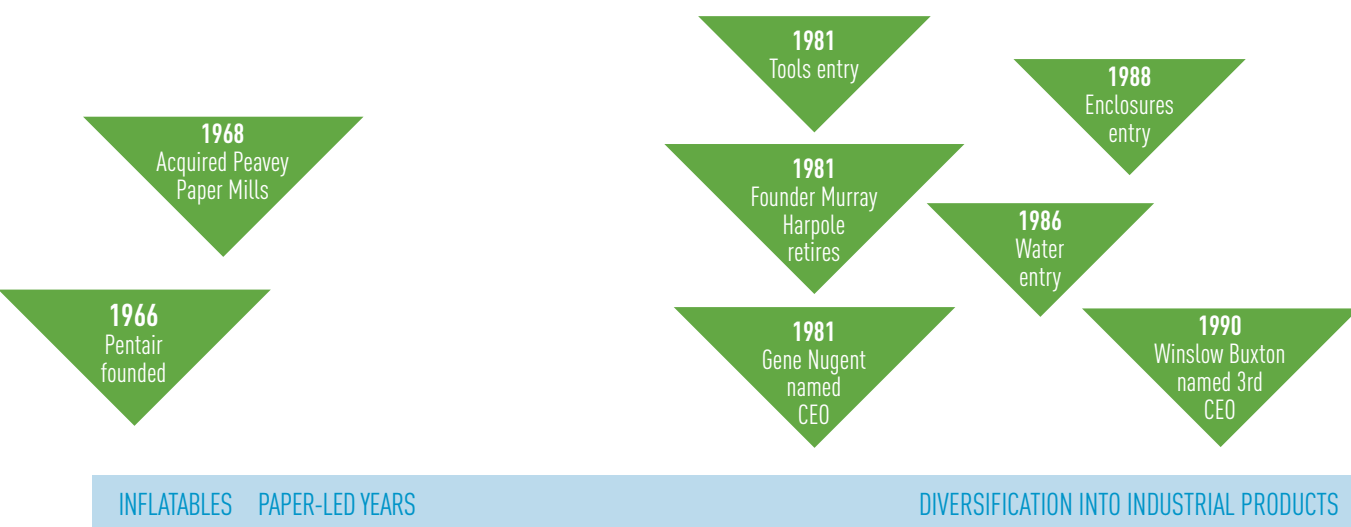 1966
Pentair
founded
1968
Acquired Peavey
Paper Mills
1981
Tools entry
1981
Founder Murray
Harpole
retires
1981
Gene Nugent
named
CEO
1986
Water
entry
1988
Enclosures
entry
1990
Winslow Buxton
named 3rd
CEO
INFLATABLES PAPER-LED YEARS DIVERSIFICATION INTO INDUSTRIAL PRODUCTS